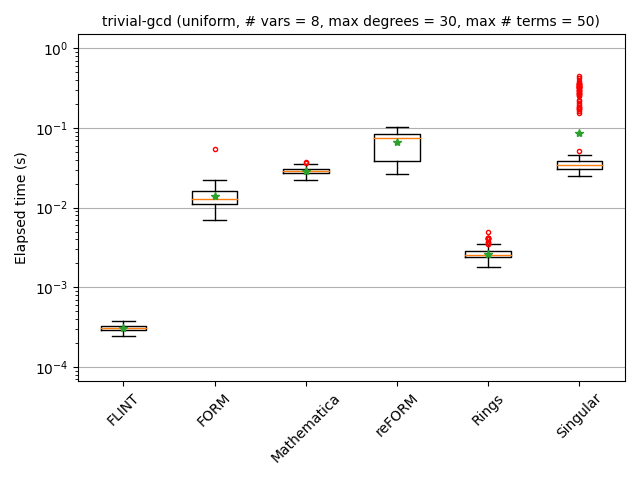 trivial-gcd (uniform, # vars = 8, max degrees = 30, max # terms = 50)
Elapsed time (s)
10⁰
10⁻¹
10⁻²
10⁻³
10⁻⁴
FLINT
FORM
Mathematica
reFORM
Rings
Singular